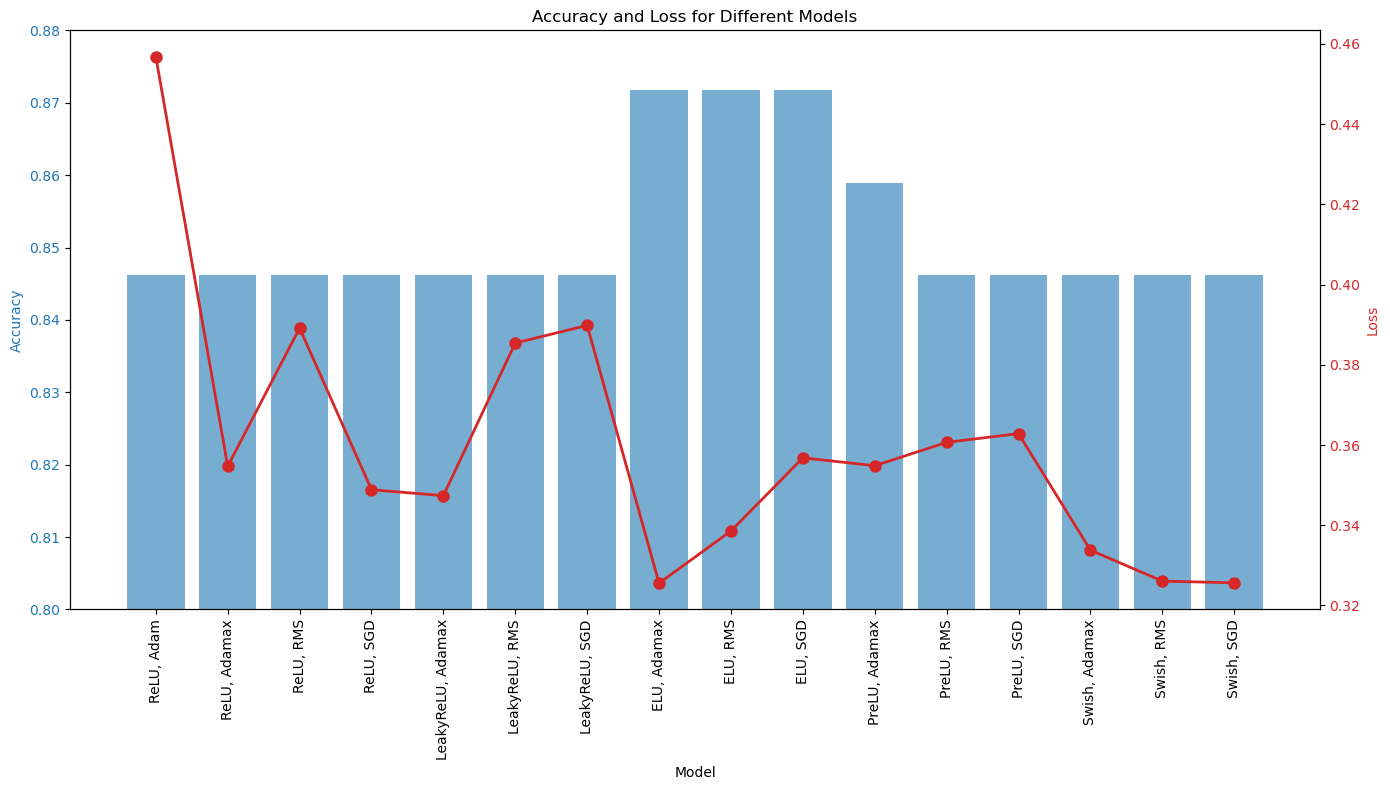 Accuracy and Loss for Different Models
0.88
0.87
0.86
0.85
0.84
0.83
0.82
0.81
0.80
Accuracy
0.46
0.44
0.42
0.40
0.38
0.36
0.34
0.32
Loss
ReLU, Adam
ReLU, Adamax
ReLU, RMS
ReLU, SGD
LeakyReLU, Adamax
LeakyReLU, RMS
LeakyReLU, SGD
ELU, Adamax
ELU, RMS
ELU, SGD
PreLU, Adamax
PreLU, RMS
PreLU, SGD
Swish, Adamax
Swish, RMS
Swish, SGD
Model